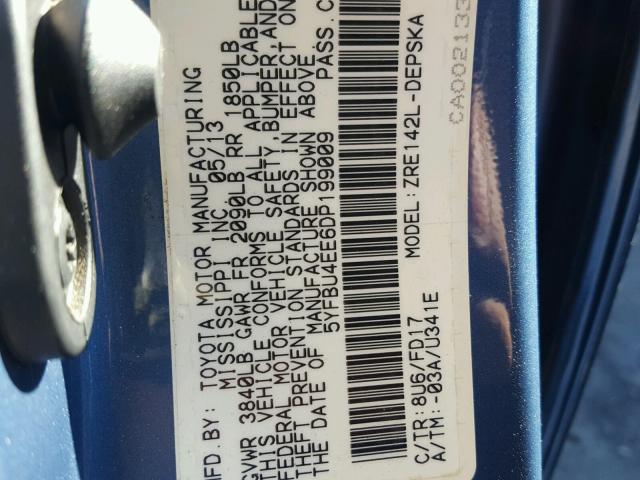 MFD. BY: TOYOTA MOTOR MANUFACTURING
MISSISSIPPI INC 05/13
GVWR 3840LB GAWR FR 2090LB RR 1850LB
THIS VEHICLE CONFORMS TO ALL APPLICABLE
FEDERAL MOTOR VEHICLE SAFETY, BUMPER, AND
THEFT PREVENTION STANDARDS IN EFFECT ON
THE DATE OF MANUFACTURE SHOWN ABOVE
5YFBU4EE6DP199009 PASS.C
MODEL: ZRE142L-DEPSKA
C/TR: 8U6/FD17
A/TM: -03A/U341E
CA002133